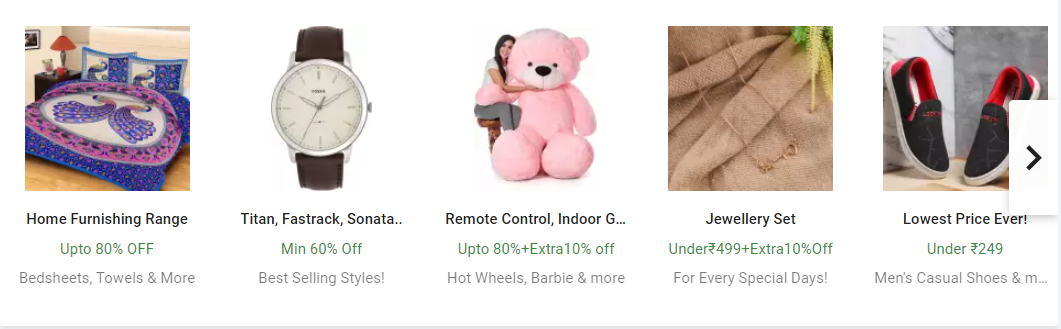 Home Furnishing Range
Upto 80% OFF
Bedsheets, Towels & More
Titan, Fastrack, Sonata..
Min 60% Off
Best Selling Styles!
Remote Control, Indoor G...
Upto 80%+Extra10% off
Hot Wheels, Barbie & more
Jewellery Set
Under₹499+Extra10%Off
For Every Special Days!
Lowest Price Ever!
Under ₹249
Men's Casual Shoes & m...